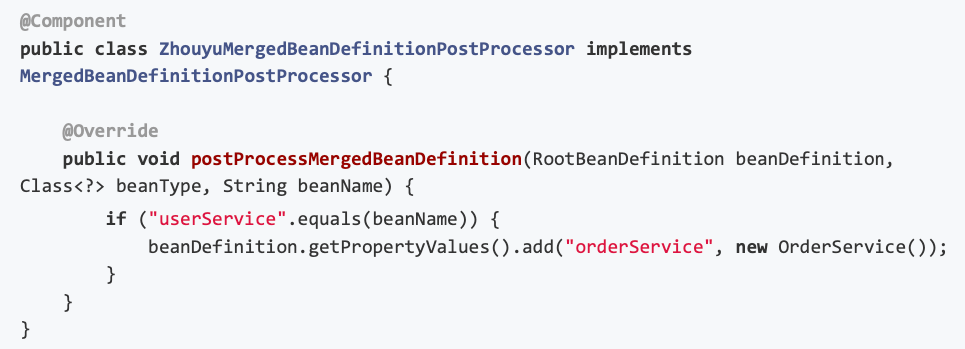 @Component
public class ZhouyuMergedBeanDefinitionPostProcessor implements
MergedBeanDefinitionPostProcessor {
@Override
public void postProcessMergedBeanDefinition(RootBeanDefinition beanDefinition,
Class<?> beanType, String beanName) {
if ("userService".equals(beanName)) {
beanDefinition.getPropertyValues().add("orderService", new OrderService());
}
}
}